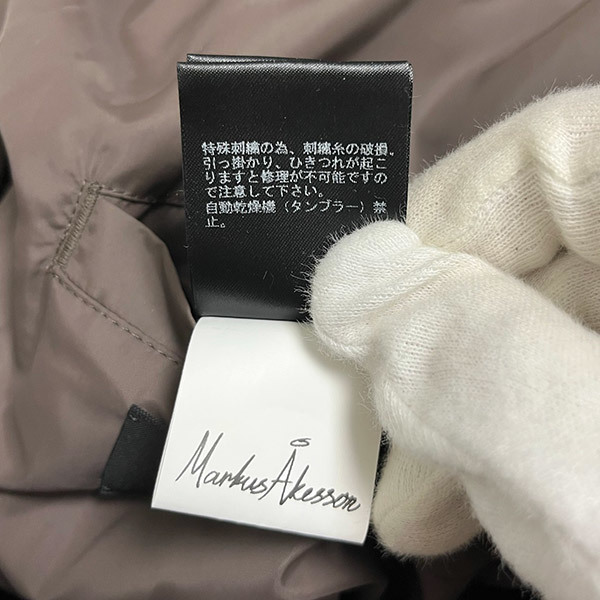 特殊刺繍の為、刺繍糸の破損、
引っ掛かり、ひきつれが起こ
りますと修理が不可能ですの
で注意して下さい。
自動乾燥機（タンブラー）禁
止。
Markus Åkesson